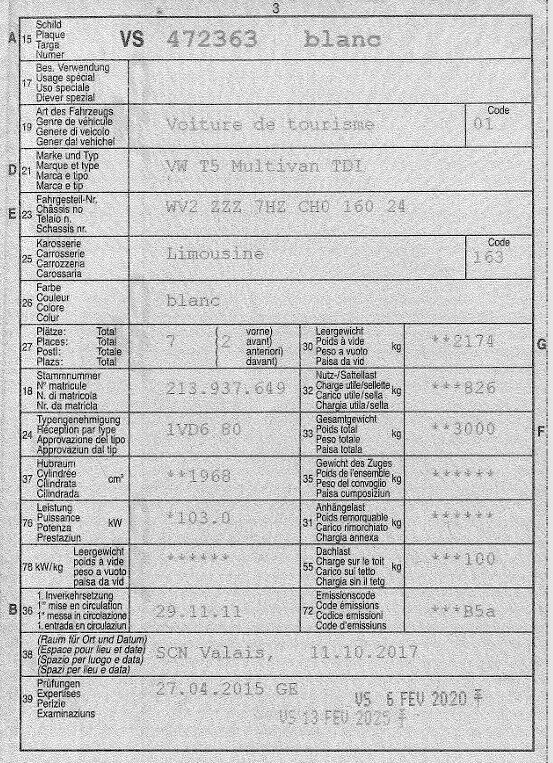 3
A 15 Schild
Plaque
Targa
Numer
VS 472363 blanc
17 Bes. Verwendung
Usage spécial
Uso speciale
Diever spezial
19 Art des Fahrzeugs
Genre de véhicule
Genere di veicolo
Gener dal vehichel
Voiture de tourisme
Code
01
D 21 Marke und Typ
Marque et type
Marca e tipo
Marca e tip
VW T5 Multivan TDI
E 23 Fahrgestell-Nr.
Châssis no
Telaio n.
Schassis nr.
WV2 ZZZ 7HZ CH0 160 24
25 Karosserie
Carrosserie
Carrozzeria
Carossaria
Limousine
Code
163
26 Farbe
Couleur
Colore
Colur
blanc
27 Plätze: Total
Places: Total
Posti: Totale
Plazs: Total
7 ( 2 vorne)
avant)
anteriori)
davant)
30 Leergewicht
Poids à vide
Peso a vuoto
Paisa da vid
kg **2174 G
18 Stammnummer
N° matricule
N. di matricola
Nr. da matricla
213.937.649
32 Nutz-/Sattellast
Charge utile/sellette
Carico utile/sella
Chargia utila/sella
kg ***826
24 Typengenehmigung
Réception par type
Approvazione del tipo
Approvaziun dal tip
1VD6 80
33 Gesamtgewicht
Poids total
Peso totale
Paisa totala
kg **3000 F
37 Hubraum
Cylindrée
Cilindrata
Cilindrada
cm³ **1968
35 Gewicht des Zuges
Poids de l'ensemble
Peso del convoglio
Paisa cumposiziun
kg ******
76 Leistung
Puissance
Potenza
Prestaziun
kW *103.0
31 Anhängelast
Poids remorquable
Carico rimorchiato
Chargia annexa
kg ******
78 kW/kg Leergewicht
poids à vide
peso a vuoto
paisa da vid
******
55 Dachlast
Charge sur le toit
Carico sul tetto
Chargia sin il tetg
kg ***100
B 36 1. Inverkehrsetzung
1re mise en circulation
1a messa in circolazione
1. entrada en circulaziun
29.11.11
72 Emissionscode
Code émissions
Codice emissioni
Code d'emissiuns
***B5a
38 (Raum für Ort und Datum)
(Espace pour lieu et date)
(Spazio per luogo e data)
(Spazi per lieu e data)
SCN Valais, 11.10.2017
39 Prüfungen
Expertises
Perizie
Examinaziuns
27.04.2015 GE
VS 6 FEV 2020
VS 13 FEV 2025